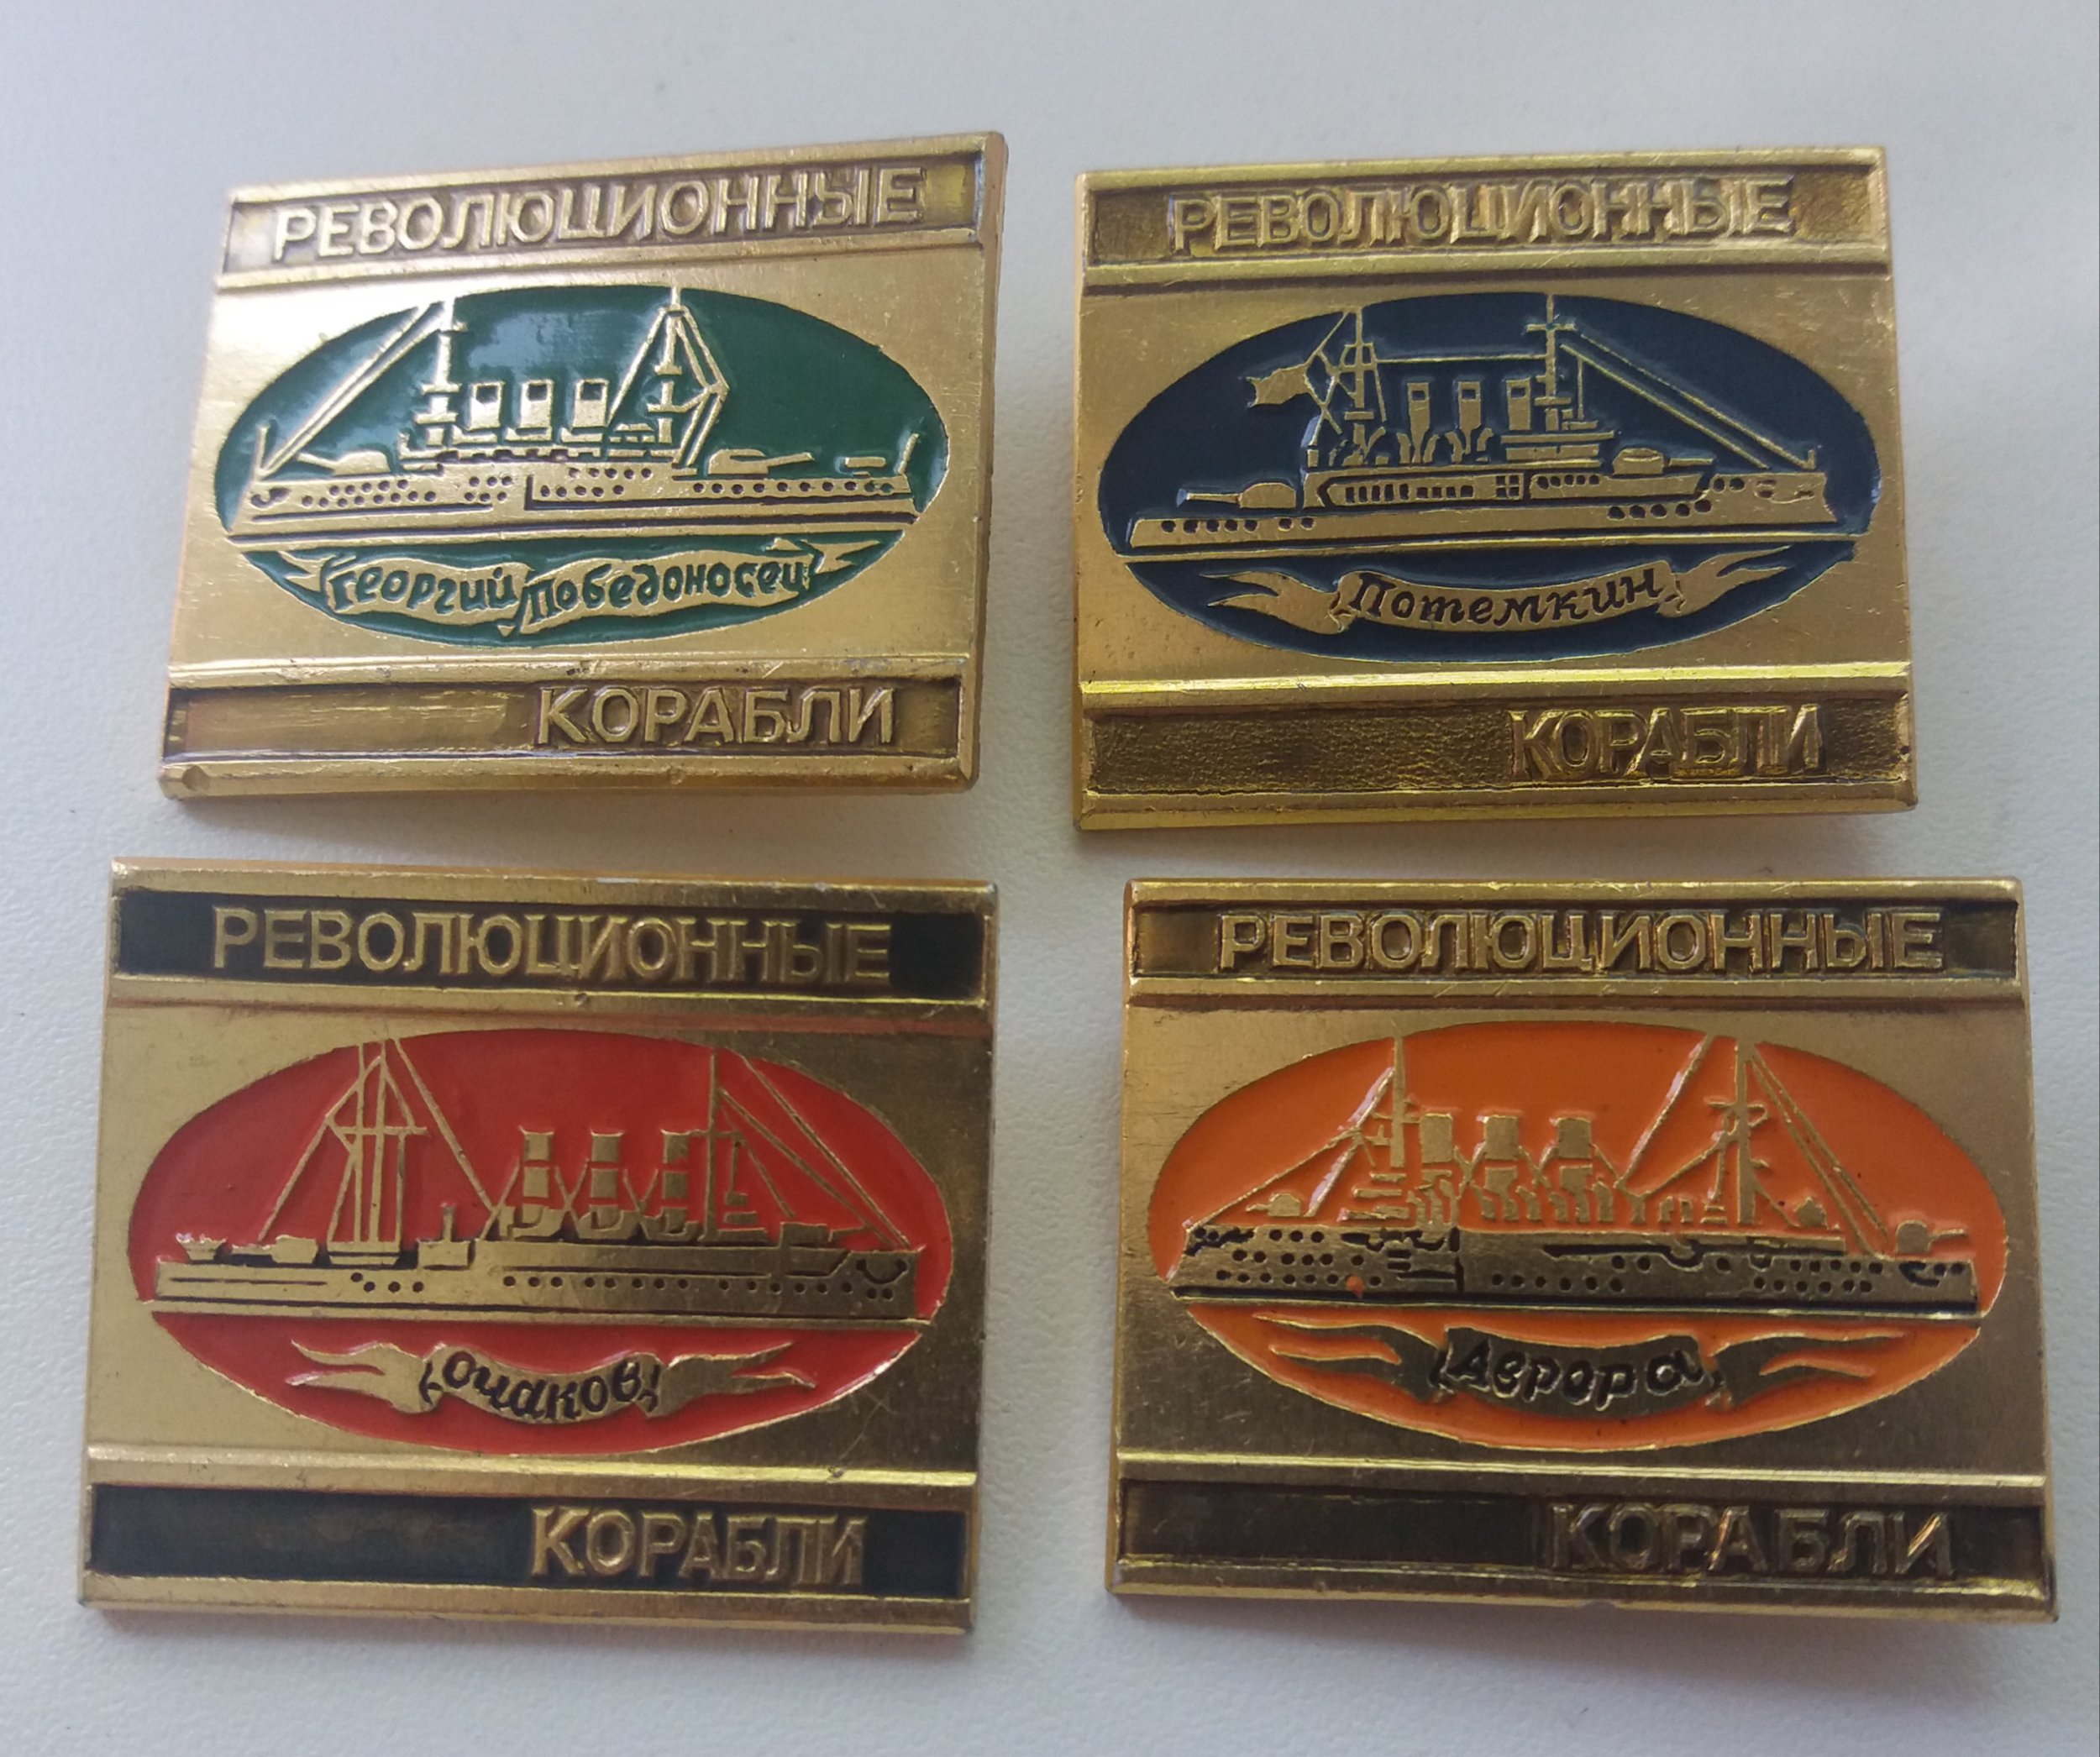 РЕВОЛЮЦИОННЫЕ
Георгий Победоносец
КОРАБЛИ
РЕВОЛЮЦИОННЫЕ
Потемкин
КОРАБЛИ
РЕВОЛЮЦИОННЫЕ
Очаков
КОРАБЛИ
РЕВОЛЮЦИОННЫЕ
Аврора
КОРАБЛИ